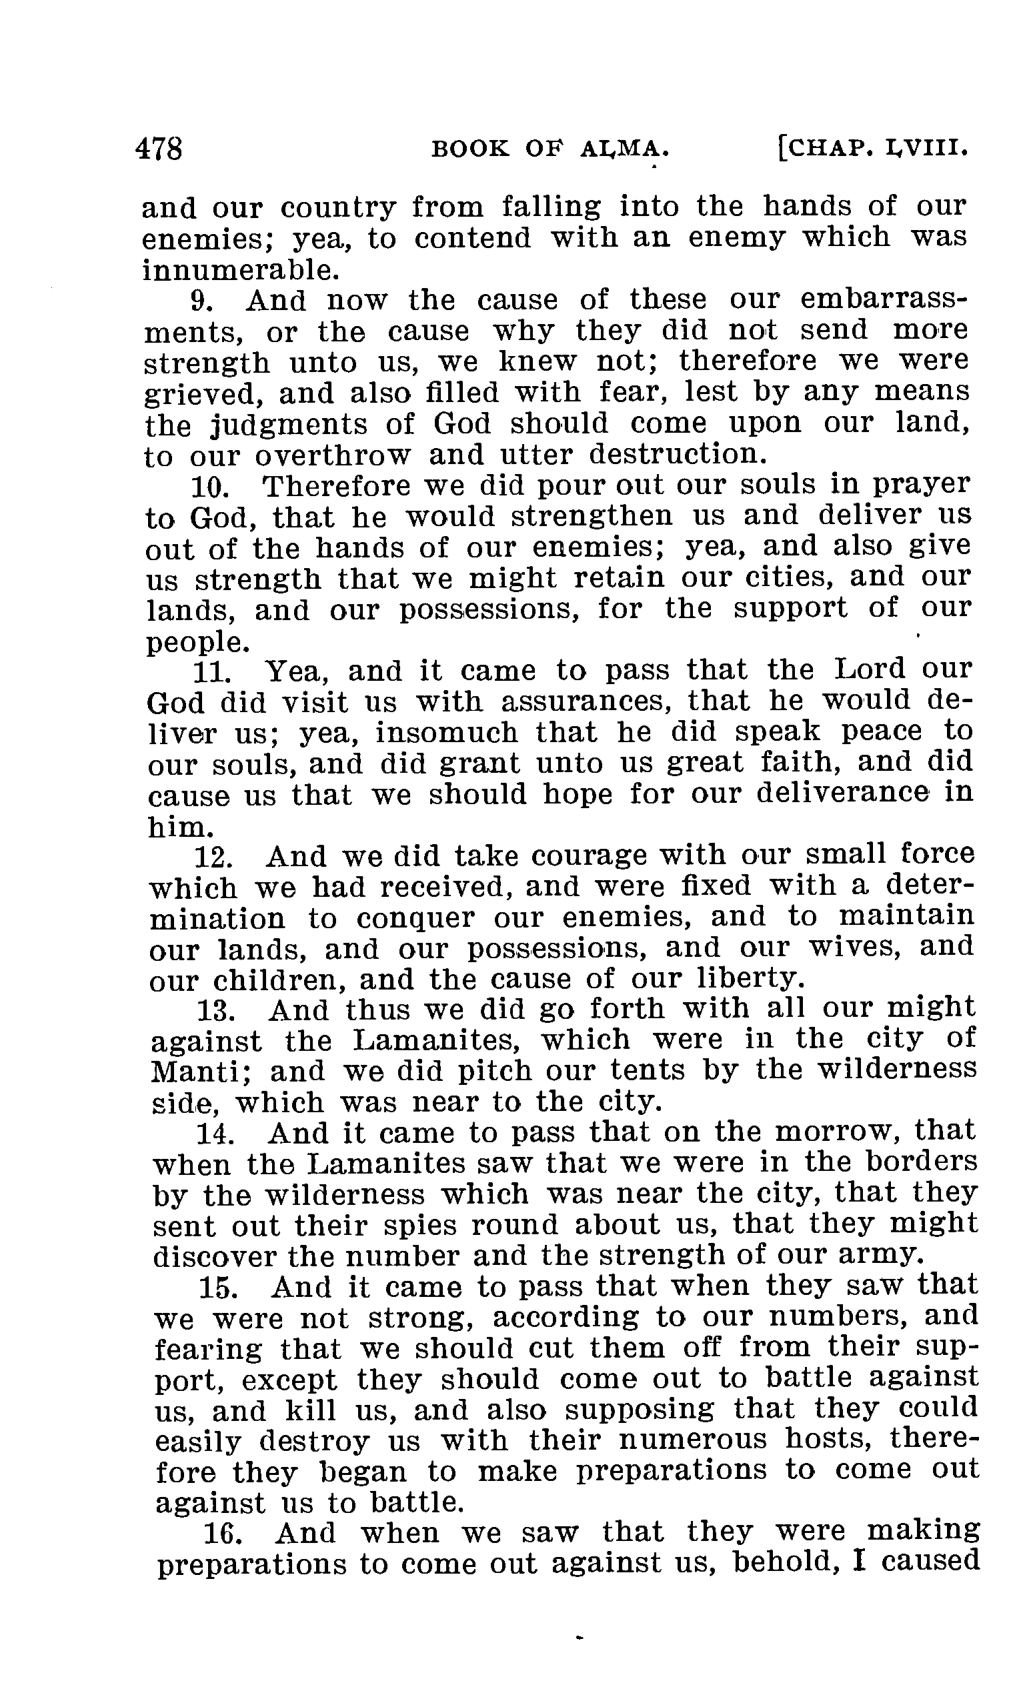 478 BOOK OF ALMA. [CHAP. LVIII.
and our country from falling into the hands of our
enemies; yea, to contend with an enemy which was
innumerable.
9. And now the cause of these our embarrass-
ments, or the cause why they did not send more
strength unto us, we knew not; therefore we were
grieved, and also filled with fear, lest by any means
the judgments of God should come upon our land,
to our overthrow and utter destruction.
10. Therefore we did pour out our souls in prayer
to God, that he would strengthen us and deliver us
out of the hands of our enemies; yea, and also give
us strength that we might retain our cities, and our
lands, and our possessions, for the support of our
people.
11. Yea, and it came to pass that the Lord our
God did visit us with assurances, that he would de-
liver us; yea, insomuch that he did speak peace to
our souls, and did grant unto us great faith, and did
cause us that we should hope for our deliverance in
him.
12. And we did take courage with our small force
which we had received, and were fixed with a deter-
mination to conquer our enemies, and to maintain
our lands, and our possessions, and our wives, and
our children, and the cause of our liberty.
13. And thus we did go forth with all our might
against the Lamanites, which were in the city of
Manti; and we did pitch our tents by the wilderness
side, which was near to the city.
14. And it came to pass that on the morrow, that
when the Lamanites saw that we were in the borders
by the wilderness which was near the city, that they
sent out their spies round about us, that they might
discover the number and the strength of our army.
15. And it came to pass that when they saw that
we were not strong, according to our numbers, and
fearing that we should cut them off from their sup-
port, except they should come out to battle against
us, and kill us, and also supposing that they could
easily destroy us with their numerous hosts, there-
fore they began to make preparations to come out
against us to battle.
16. And when we saw that they were making
preparations to come out against us, behold, I caused